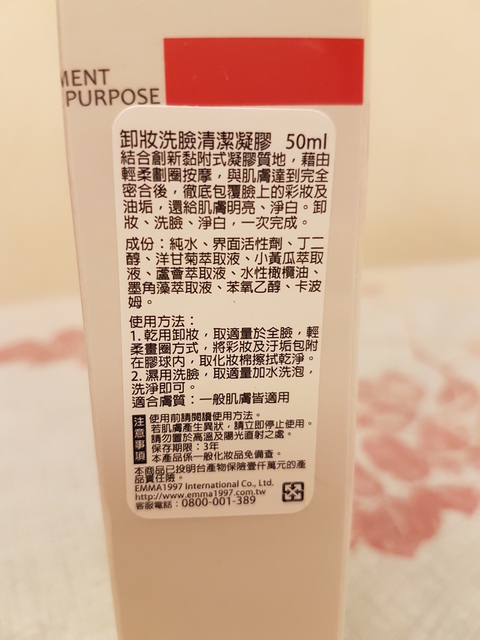 MENT
PURPOSE
卸妝洗臉清潔凝膠 50ml
結合創新黏附式凝膠質地，藉由
輕柔劃圈按摩，與肌膚達到完全
密合後，徹底包覆臉上的彩妝及
油垢，還給肌膚明亮、淨白。卸
妝、洗臉、淨白，一次完成。
成份：純水、界面活性劑、丁二
醇、洋甘菊萃取液、小黃瓜萃取
液、蘆薈萃取液、水性橄欖油、
墨角藻萃取液、苯氧乙醇、卡波
姆。
使用方法：
1. 乾用卸妝，取適量於全臉，輕
柔畫圈方式，將彩妝及汙垢包附
在膠球內，取化妝棉擦拭乾淨。
2. 濕用洗臉，取適量加水洗泡，
洗淨即可。
適合膚質：一般肌膚皆適用
注意事項
使用前請閱讀使用方法。
若肌膚產生異狀，請立即停止使用。
請勿置於高溫及陽光直射之處。
保存期限：3年
本產品係一般化妝品免備查。
本商品已投明台產物保險壹仟萬元的產
品責任險。
EMMA1997 International Co., Ltd.
http://www.emma1997.com.tw
客服電話：0800-001-389